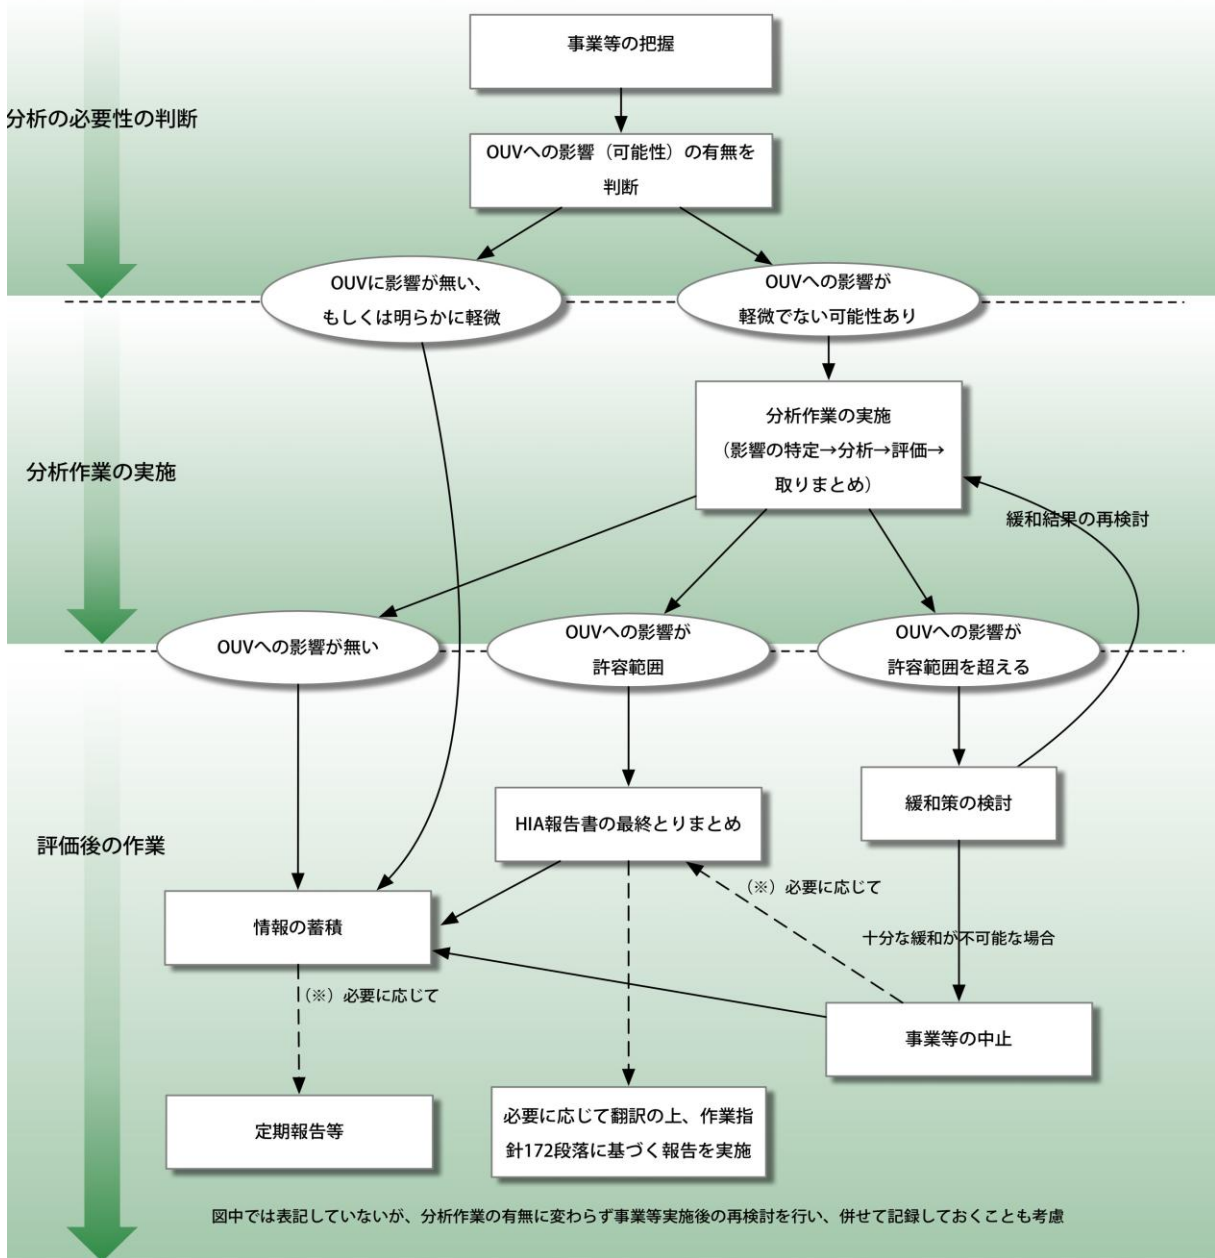 事業等の把握
分析の必要性の判断
OUVへの影響（可能性）の有無を
判断
OUVに影響が無い、
もしくは明らかに軽微
OUVへの影響が
軽微でない可能性あり
分析作業の実施
（影響の特定→分析→評価→
取りまとめ）
分析作業の実施
緩和結果の再検討
OUVへの影響が無い
OUVへの影響が
許容範囲
OUVへの影響が
許容範囲を超える
緩和策の検討
HIA報告書の最終とりまとめ
評価後の作業
（※）必要に応じて
情報の蓄積
十分な緩和が不可能な場合
（※）必要に応じて
事業等の中止
定期報告等
必要に応じて翻訳の上、作業指
針172段落に基づく報告を実施
図中では表記していないが、分析作業の有無に変わらず事業等実施後の再検討を行い、併せて記録しておくことも考慮